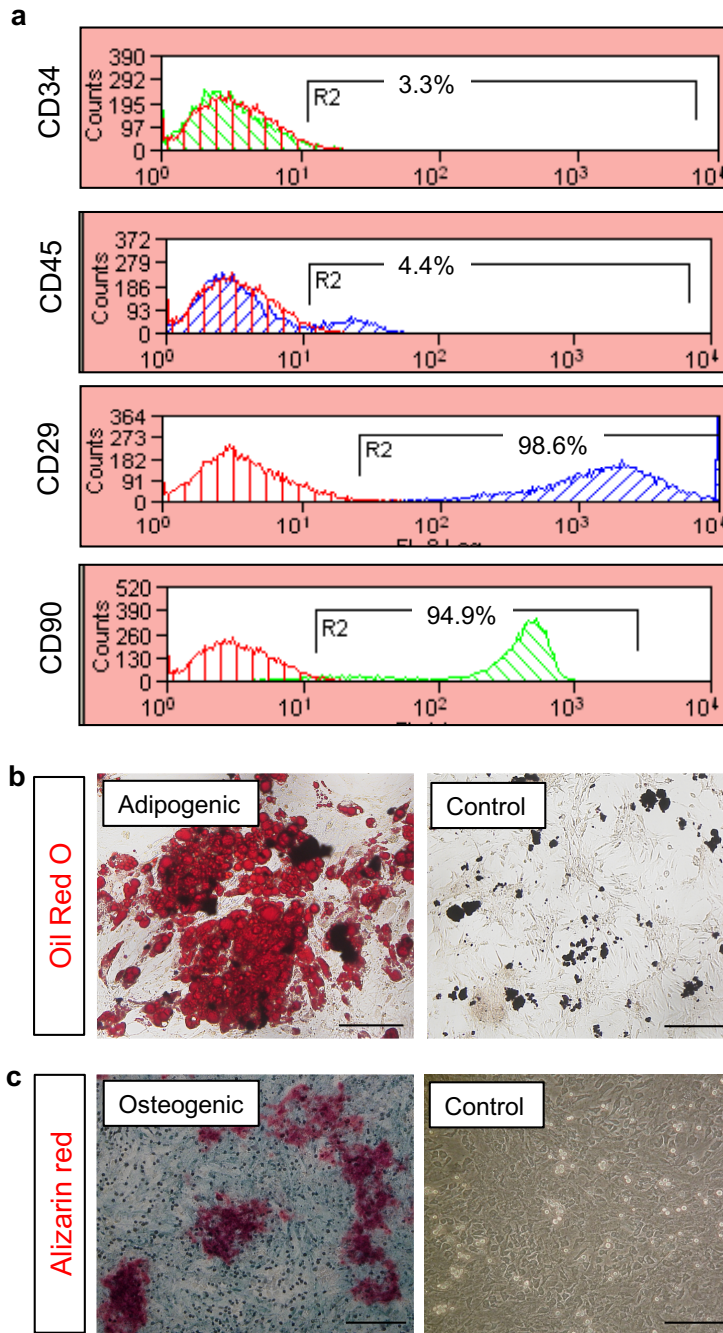 a
CD34
Counts
390
292
195
97
0
R2
3.3%
10⁰ 10¹ 10² 10³ 10⁴
CD45
Counts
372
279
186
93
0
R2
4.4%
10⁰ 10¹ 10² 10³ 10⁴
CD29
Counts
364
273
182
91
0
R2
98.6%
10⁰ 10¹ 10² 10³ 10⁴
CD90
Counts
520
390
260
130
0
R2
94.9%
10⁰ 10¹ 10² 10³ 10⁴
b
Oil Red O
Adipogenic
Control
c
Alizarin red
Osteogenic
Control